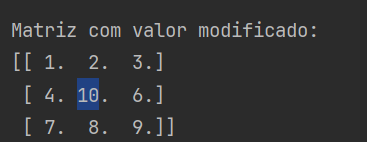 Matriz com valor modificado:
[[ 1.  2.  3.]
 [ 4. 10.  6.]
 [ 7.  8.  9.]]